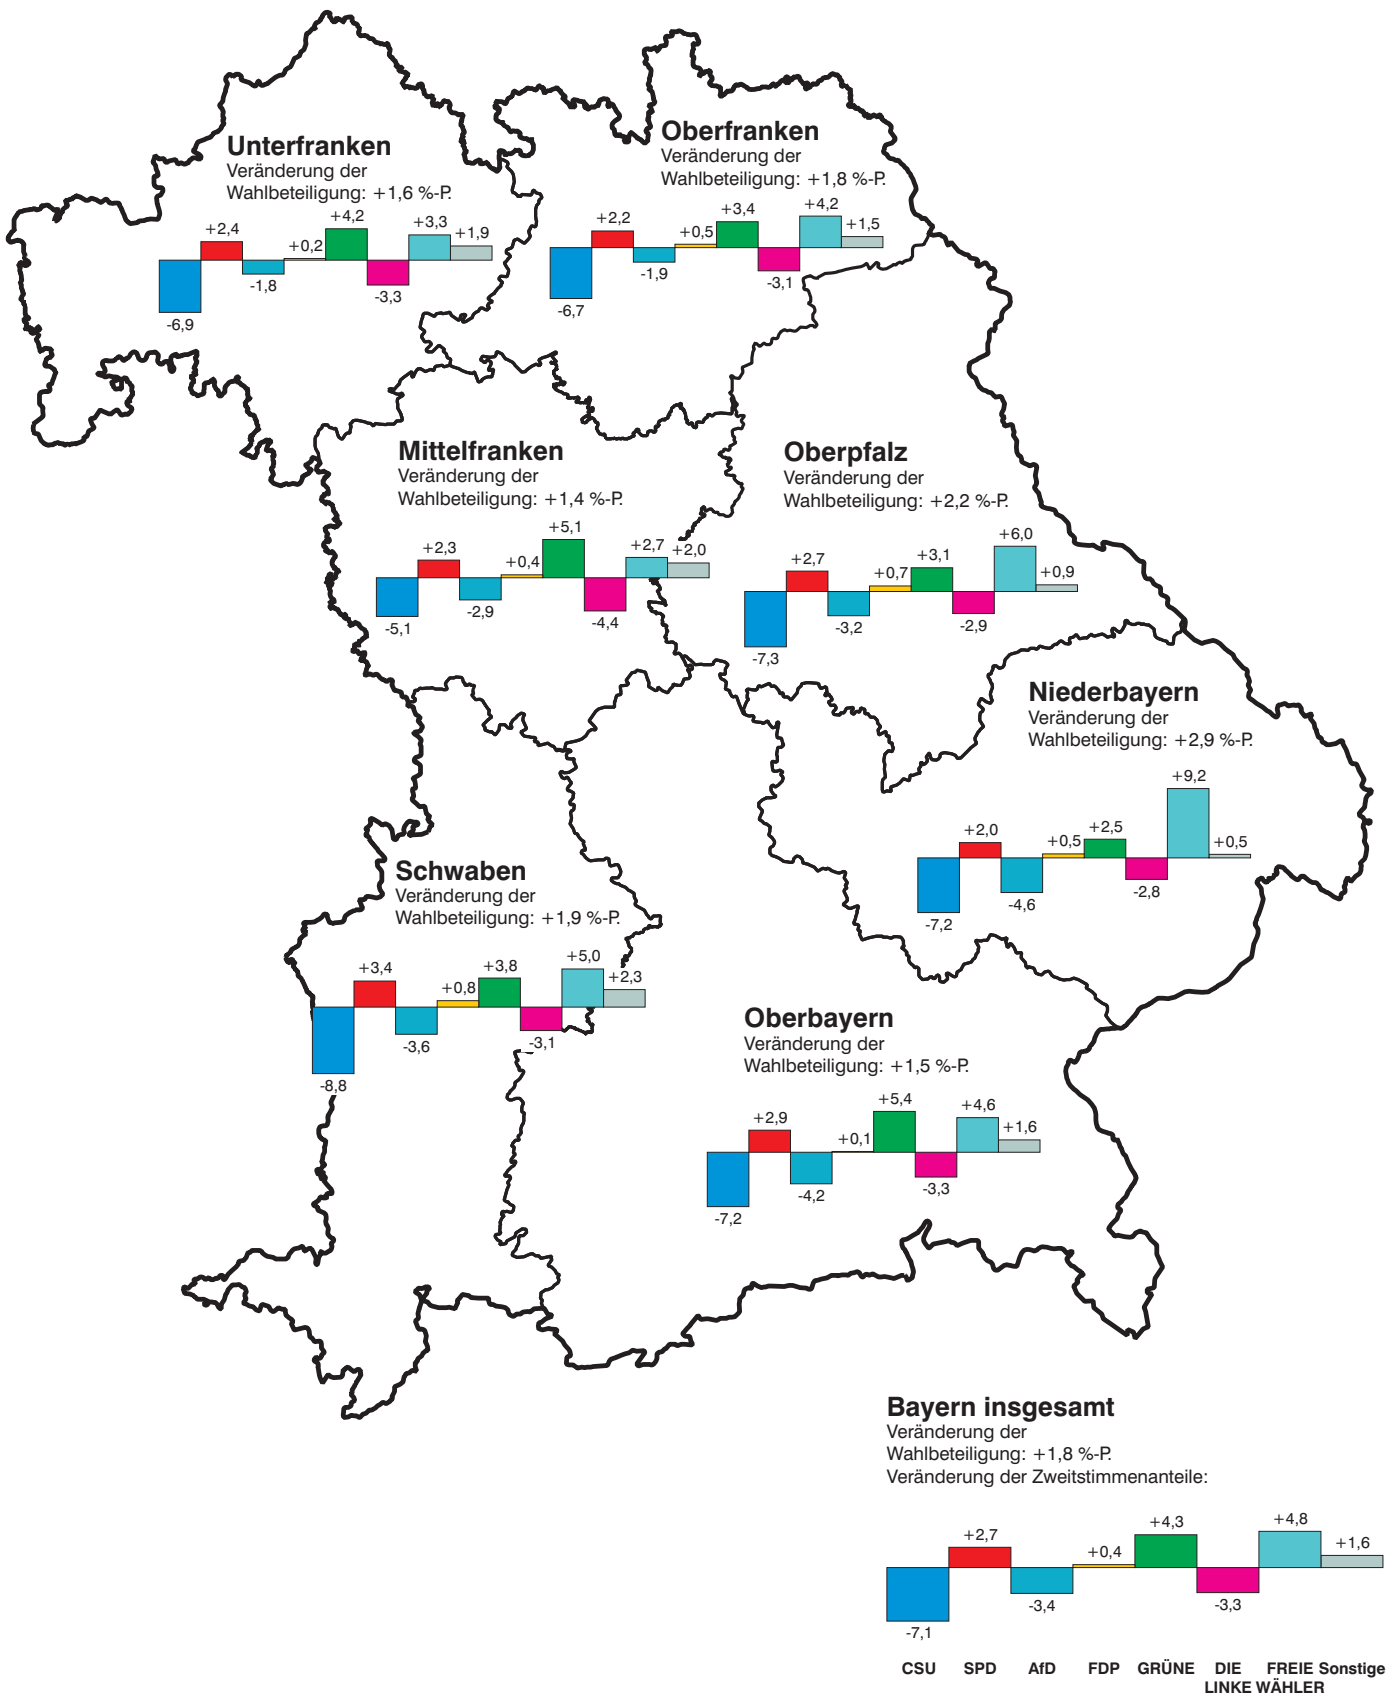 Unterfranken
Veränderung der
Wahlbeteiligung: +1,6 %-P.
+2,4
+0,2
+4,2
+3,3
+1,9
-6,9
-1,8
-3,3
Oberfranken
Veränderung der
Wahlbeteiligung: +1,8 %-P.
+2,2
+0,5
+3,4
+4,2
+1,5
-6,7
-1,9
-3,1
Mittelfranken
Veränderung der
Wahlbeteiligung: +1,4 %-P.
+2,3
+0,4
+5,1
+2,7
+2,0
-5,1
-2,9
-4,4
Oberpfalz
Veränderung der
Wahlbeteiligung: +2,2 %-P.
+2,7
+0,7
+3,1
+6,0
+0,9
-7,3
-3,2
-2,9
Niederbayern
Veränderung der
Wahlbeteiligung: +2,9 %-P.
+2,0
+0,5
+2,5
+9,2
+0,5
-7,2
-4,6
-2,8
Schwaben
Veränderung der
Wahlbeteiligung: +1,9 %-P.
+3,4
+0,8
+3,8
+5,0
+2,3
-8,8
-3,6
-3,1
Oberbayern
Veränderung der
Wahlbeteiligung: +1,5 %-P.
+2,9
+0,1
+5,4
+4,6
+1,6
-7,2
-4,2
-3,3
Bayern insgesamt
Veränderung der
Wahlbeteiligung: +1,8 %-P.
Veränderung der Zweitstimmenanteile:
+2,7
+0,4
+4,3
+4,8
+1,6
-7,1
-3,4
-3,3
CSU SPD AfD FDP GRÜNE DIE FREIE Sonstige
LINKE WÄHLER